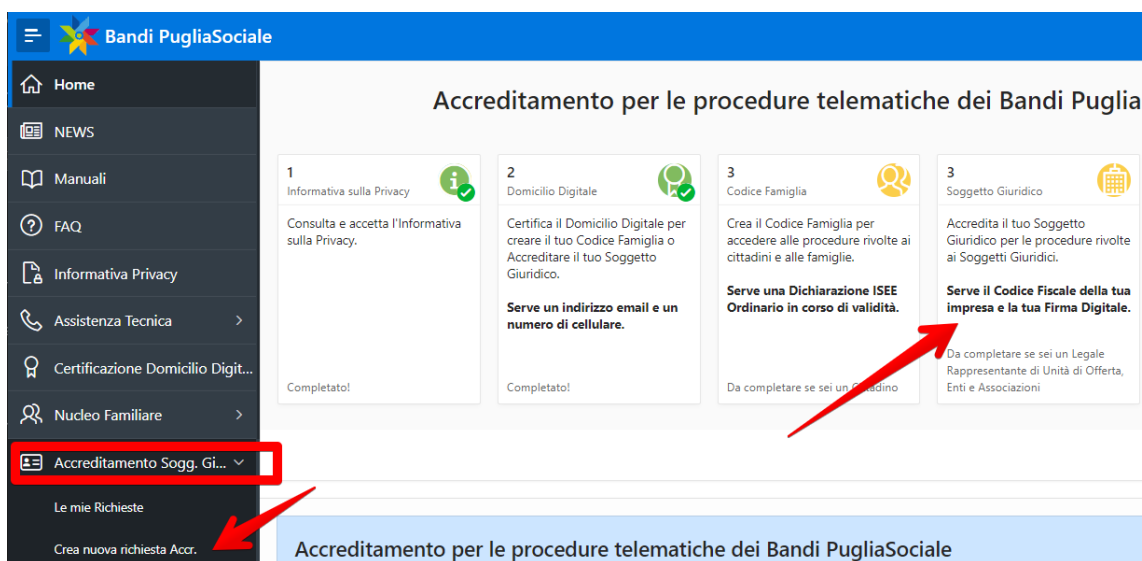 Bandi PugliaSociale
Home
NEWS
Manuali
FAQ
Informativa Privacy
Assistenza Tecnica
Certificazione Domicilio Digit...
Nucleo Familiare
Accreditamento Sogg. Gi...
Le mie Richieste
Crea nuova richiesta Accr.
Accreditamento per le procedure telematiche dei Bandi Puglia
1
Informativa sulla Privacy
Consulta e accetta l'Informativa
sulla Privacy.
Completato!
2
Domicilio Digitale
Certifica il Domicilio Digitale per
creare il tuo Codice Famiglia o
Accreditare il tuo Soggetto
Giuridico.
Serve un indirizzo email e un
numero di cellulare.
Completato!
3
Codice Famiglia
Crea il Codice Famiglia per
accedere alle procedure rivolte ai
cittadini e alle famiglie.
Serve una Dichiarazione ISEE
Ordinario in corso di validità.
Da completare se sei un Cittadino
3
Soggetto Giuridico
Accredita il tuo Soggetto
Giuridico per le procedure rivolte
ai Soggetti Giuridici.
Serve il Codice Fiscale della tua
impresa e la tua Firma Digitale.
Da completare se sei un Legale
Rappresentante di Unità di Offerta,
Enti e Associazioni
Accreditamento per le procedure telematiche dei Bandi PugliaSociale